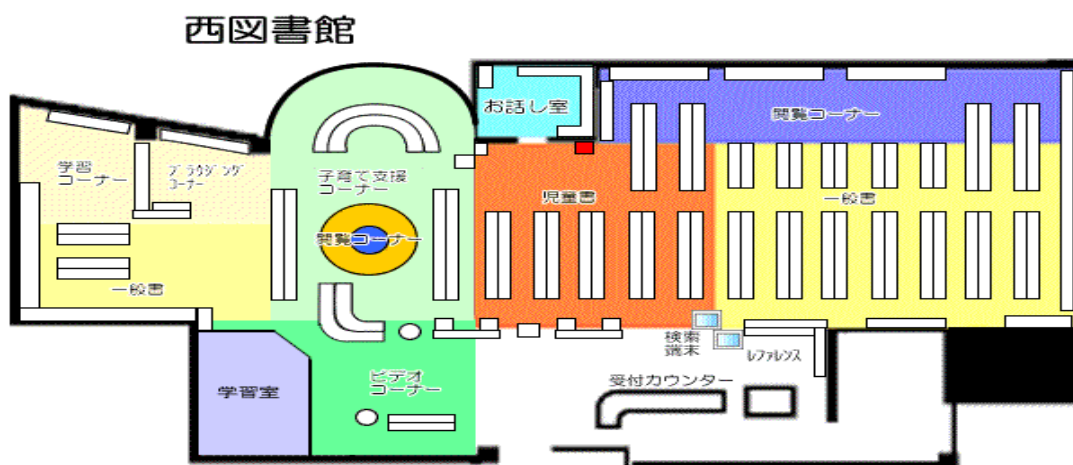 西図書館
お話し室
閲覧コーナー
学習
コーナー
ブラウジング
コーナー
子育て支援
コーナー
児童書
一般書
閲覧コーナー
一般書
検索
端末
レファレンス
受付カウンター
ビデオ
コーナー
学習室